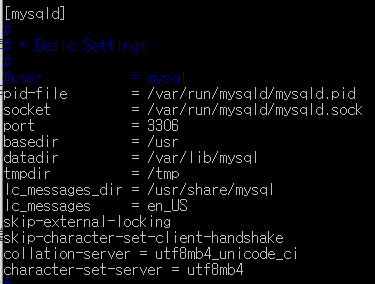 [mysqld]
#
# * Basic Settings
#
#user = mysql
pid-file = /var/run/mysqld/mysqld.pid
socket = /var/run/mysqld/mysqld.sock
port = 3306
basedir = /usr
datadir = /var/lib/mysql
tmpdir = /tmp
lc_messages_dir = /usr/share/mysql
lc_messages = en_US
skip-external-locking
skip-character-set-client-handshake
collation-server = utf8mb4_unicode_ci
character-set-server = utf8mb4
#